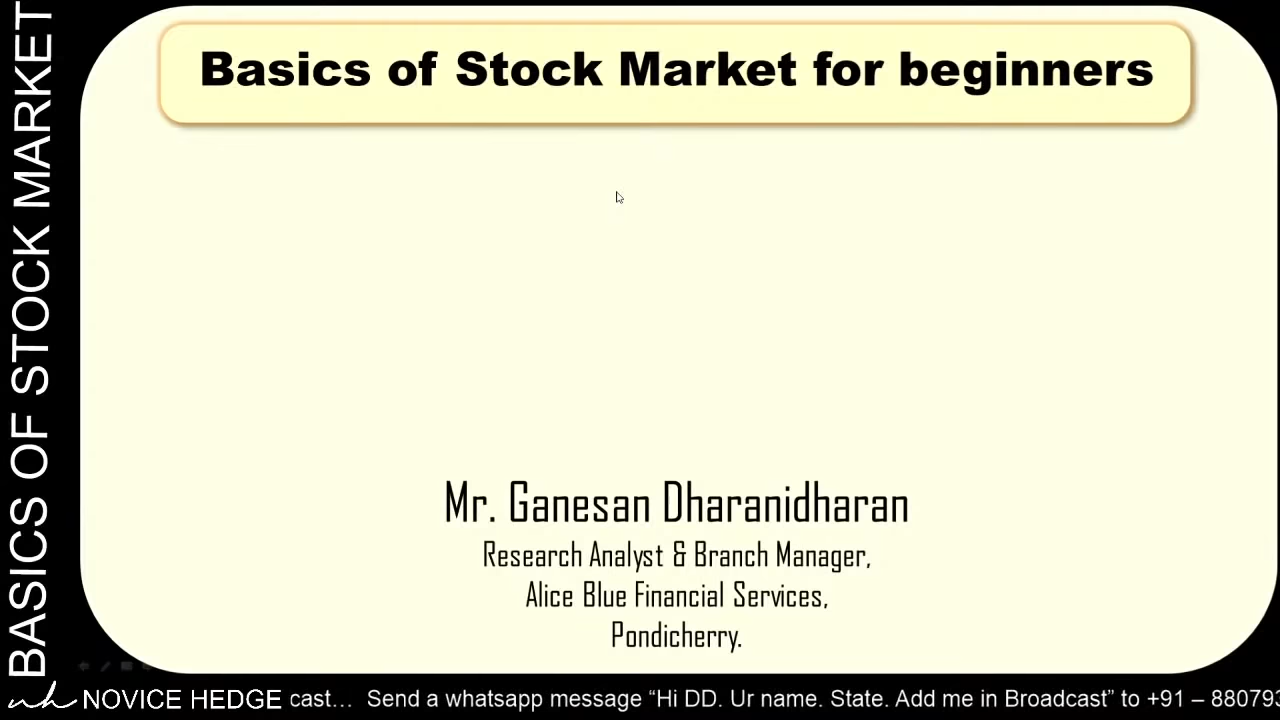 BASICS OF STOCK MARKET
Basics of Stock Market for beginners
Mr. Ganesan Dharanidharan
Research Analyst & Branch Manager,
Alice Blue Financial Services,
Pondicherry.
nh NOVICE HEDGE cast... Send a whatsapp message “Hi DD. Ur name. State. Add me in Broadcast” to +91 – 88079